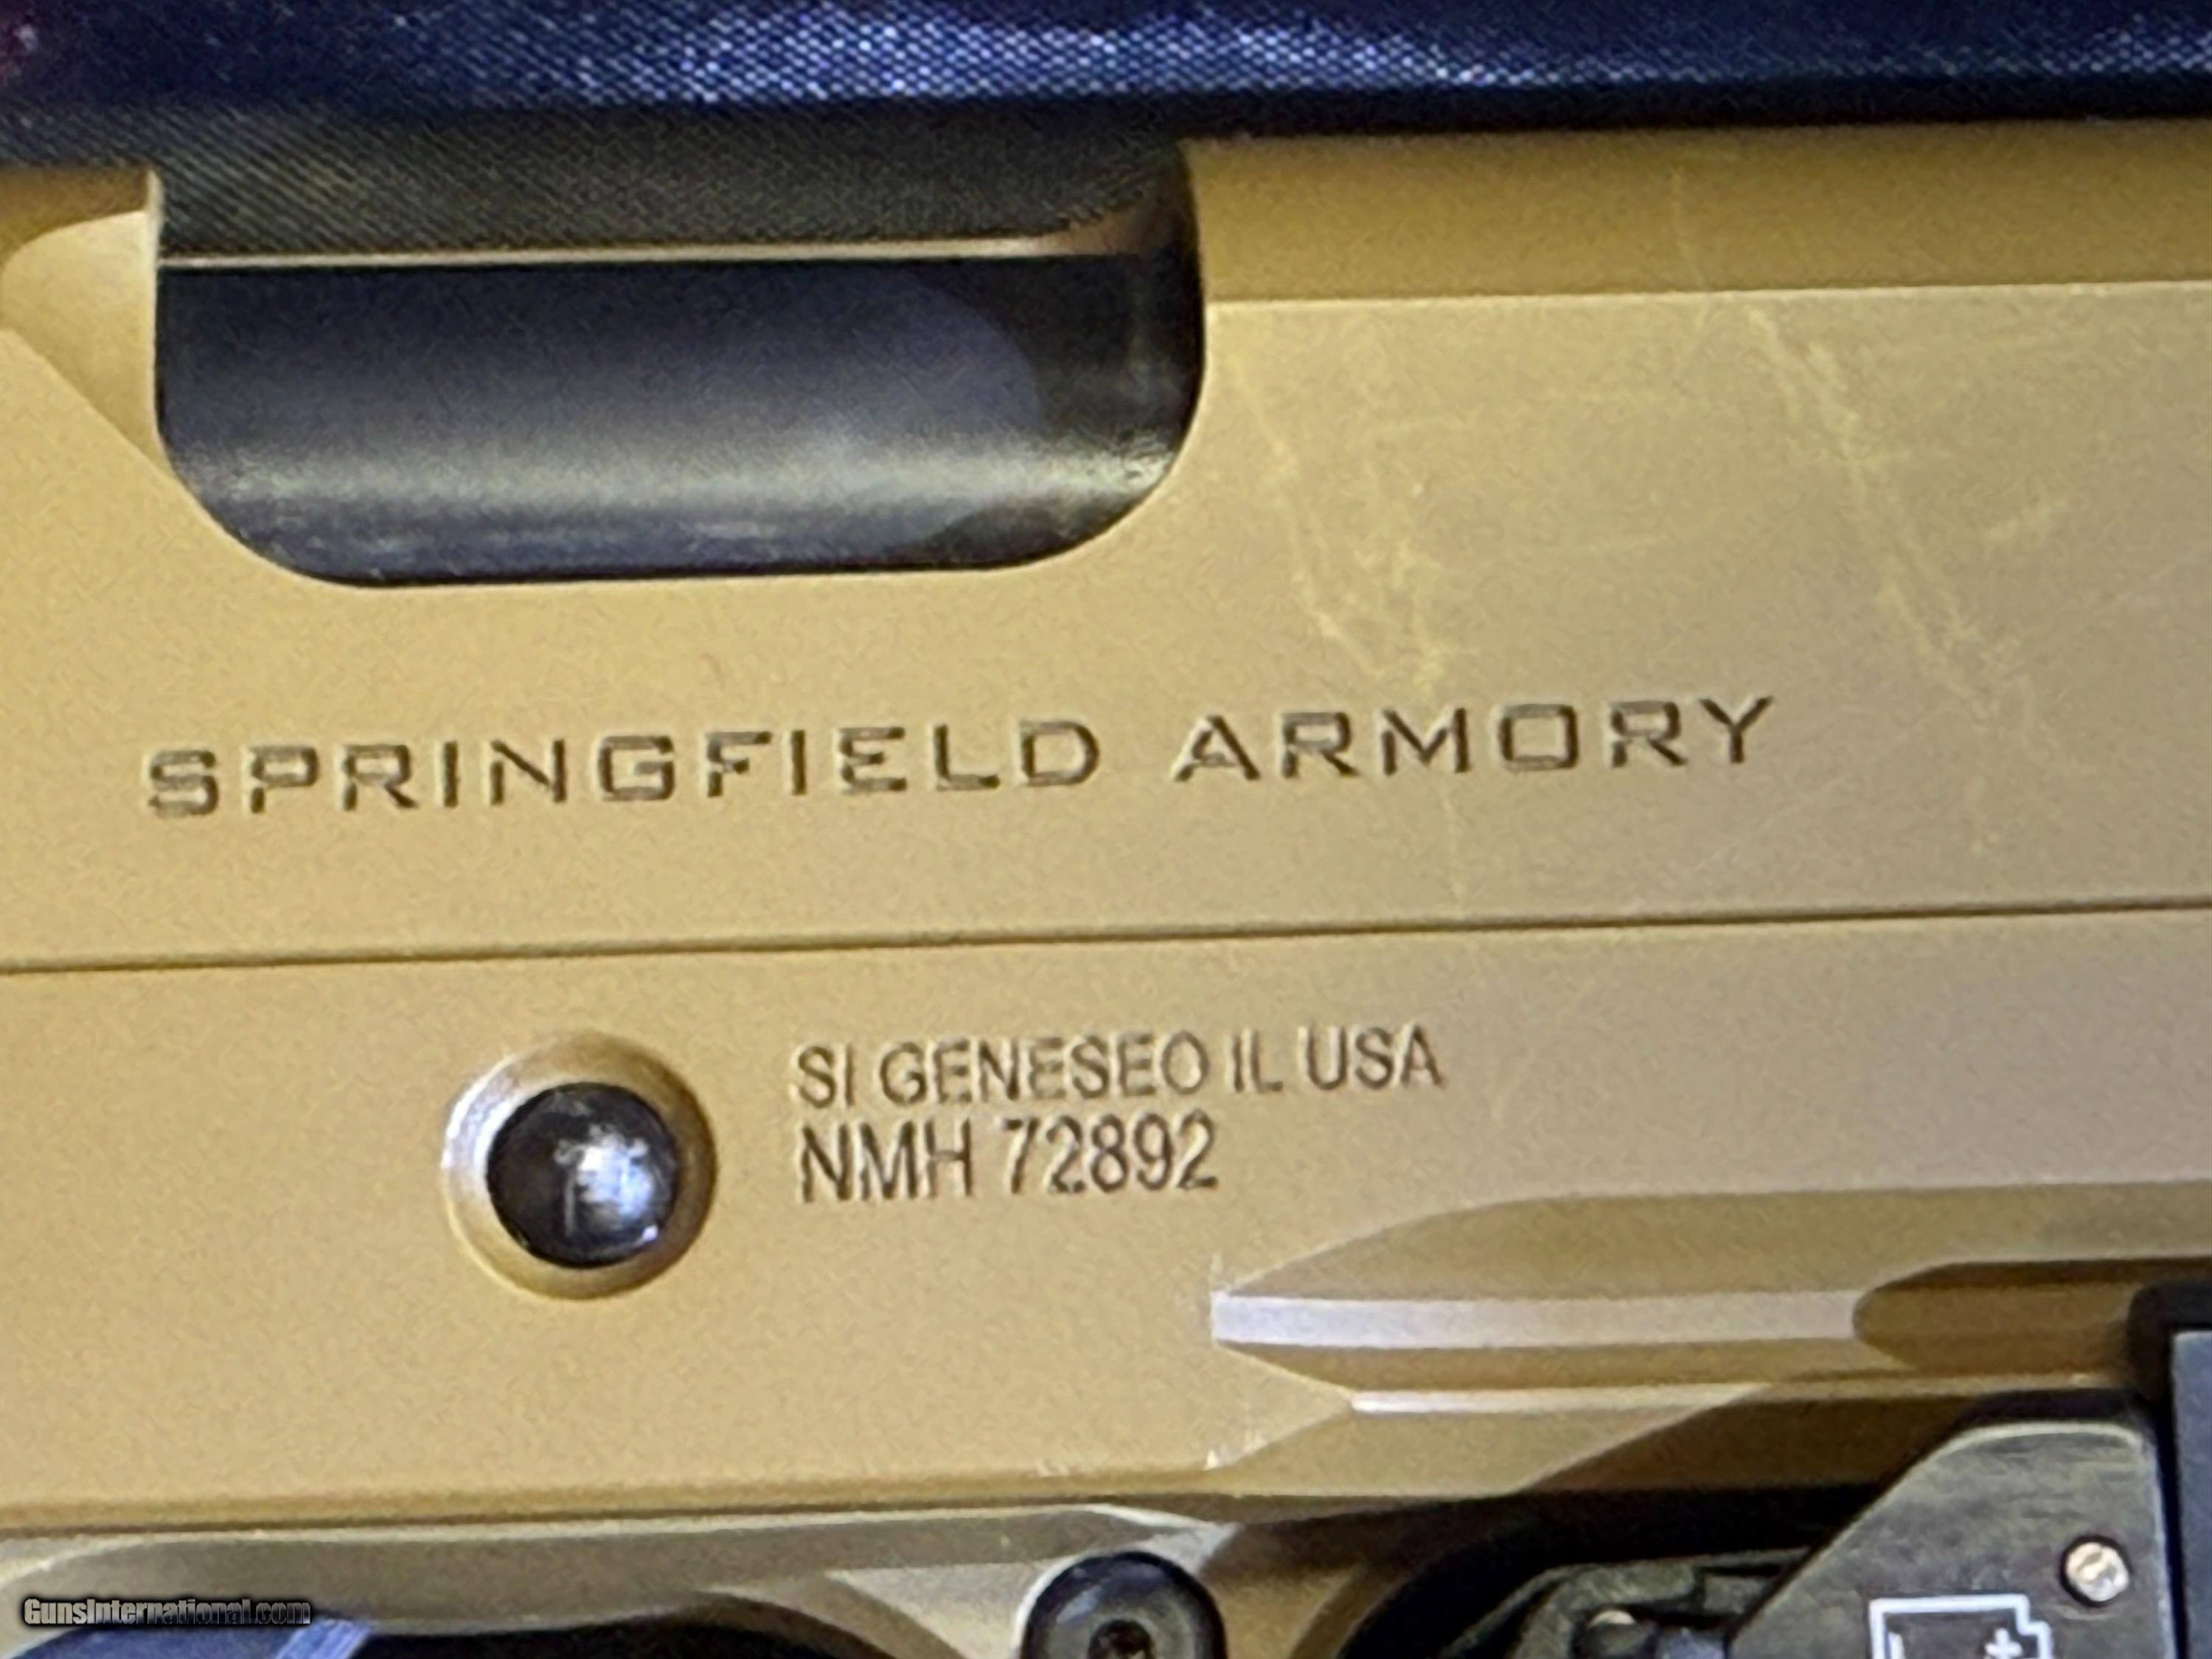 SPRINGFIELD ARMORY
SI GENESEO IL USA
NMH 72892
GunsInternational.com